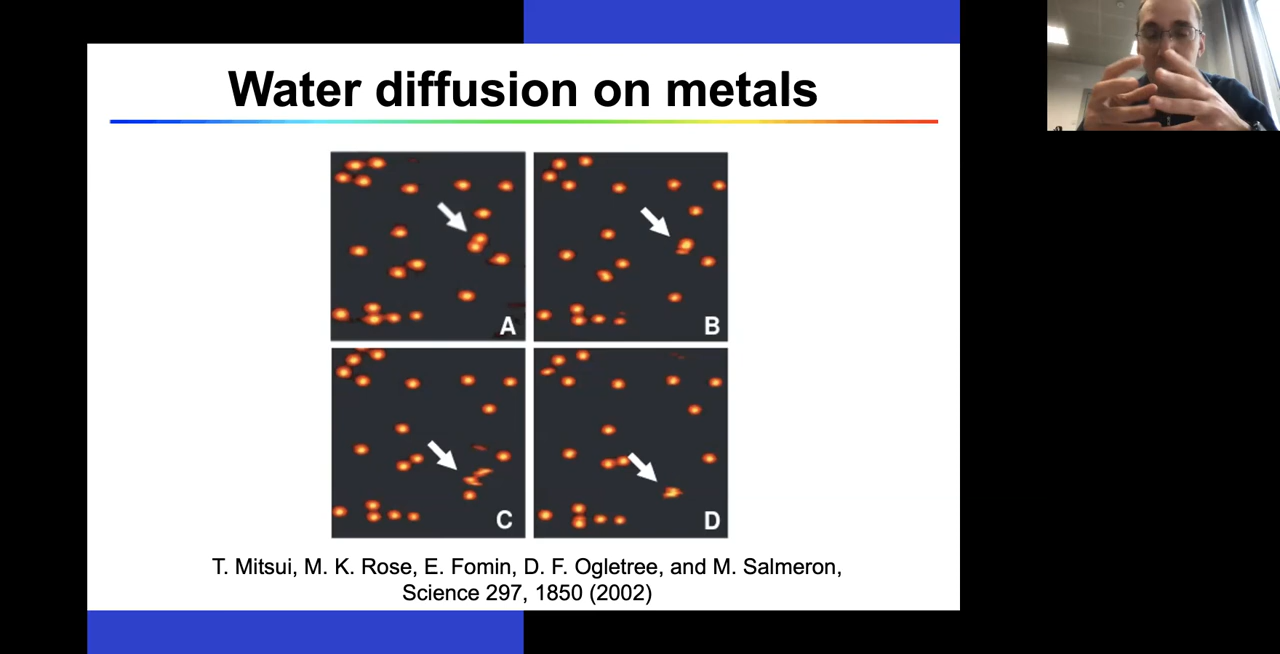 Water diffusion on metals
A
B
C
D
T. Mitsui, M. K. Rose, E. Fomin, D. F. Ogletree, and M. Salmeron,
Science 297, 1850 (2002)